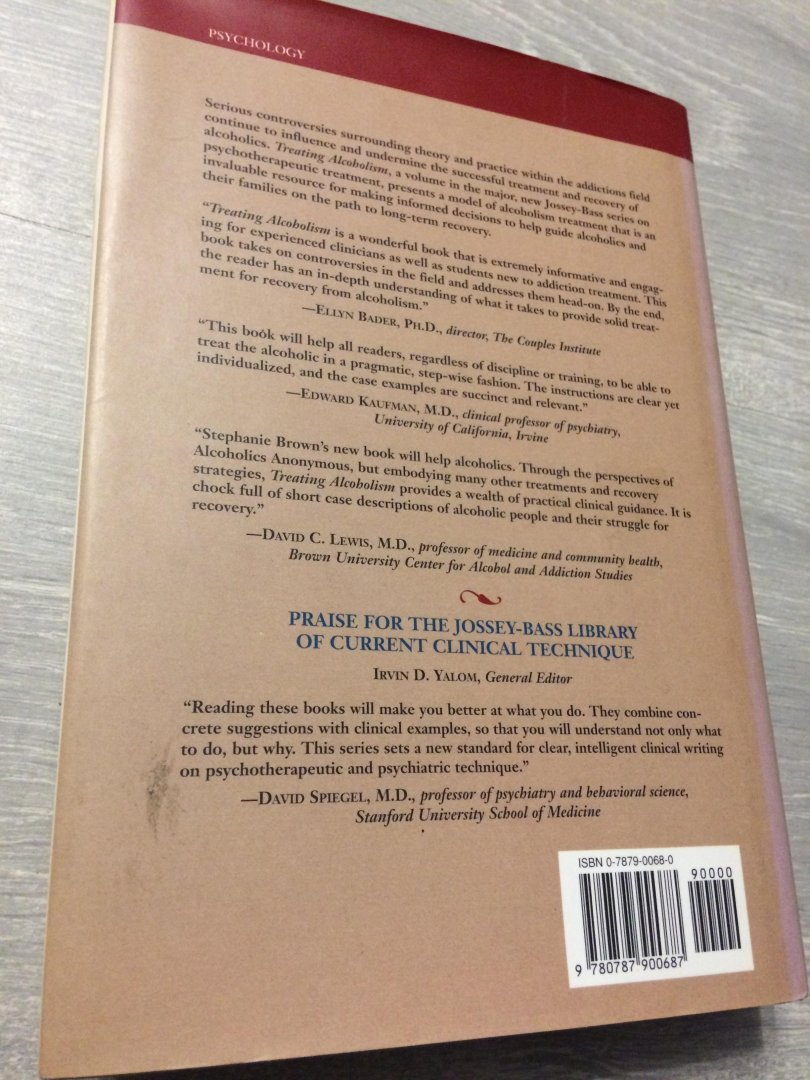 PSYCHOLOGY
Serious controversies surrounding theory and practice within the addictions field
continue to influence and undermine the successful treatment and recovery of
alcoholics. Treating Alcoholism, a volume in the major, new Jossey-Bass series on
psychotherapeutic treatment, presents a model of alcoholism treatment that is an
invaluable resource for making informed decisions to help guide alcoholics and
their families on the path to long-term recovery.
“Treating Alcoholism is a wonderful book that is extremely informative and engag-
ing for experienced clinicians as well as students new to addiction treatment. This
book takes on controversies in the field and addresses them head-on. By the end,
the reader has an in-depth understanding of what it takes to provide solid treat-
ment for recovery from alcoholism.”
—ELLYN BADER, PH.D., director, The Couples Institute
“This book will help all readers, regardless of discipline or training, to be able to
treat the alcoholic in a pragmatic, step-wise fashion. The instructions are clear yet
individualized, and the case examples are succinct and relevant.”
—EDWARD KAUFMAN, M.D., clinical professor of psychiatry,
University of California, Irvine
“Stephanie Brown’s new book will help alcoholics. Through the perspectives of
Alcoholics Anonymous, but embodying many other treatments and recovery
strategies, Treating Alcoholism provides a wealth of practical clinical guidance. It is
chock full of short case descriptions of alcoholic people and their struggle for
recovery.”
—DAVID C. LEWIS, M.D., professor of medicine and community health,
Brown University Center for Alcohol and Addiction Studies
PRAISE FOR THE JOSSEY-BASS LIBRARY
OF CURRENT CLINICAL TECHNIQUE
IRVIN D. YALOM, General Editor
“Reading these books will make you better at what you do. They combine con-
crete suggestions with clinical examples, so that you will understand not only what
to do, but why. This series sets a new standard for clear, intelligent clinical writing
on psychotherapeutic and psychiatric technique.”
—DAVID SPIEGEL, M.D., professor of psychiatry and behavioral science,
Stanford University School of Medicine
ISBN 0-7879-0068-0
90000
9 780787 900687